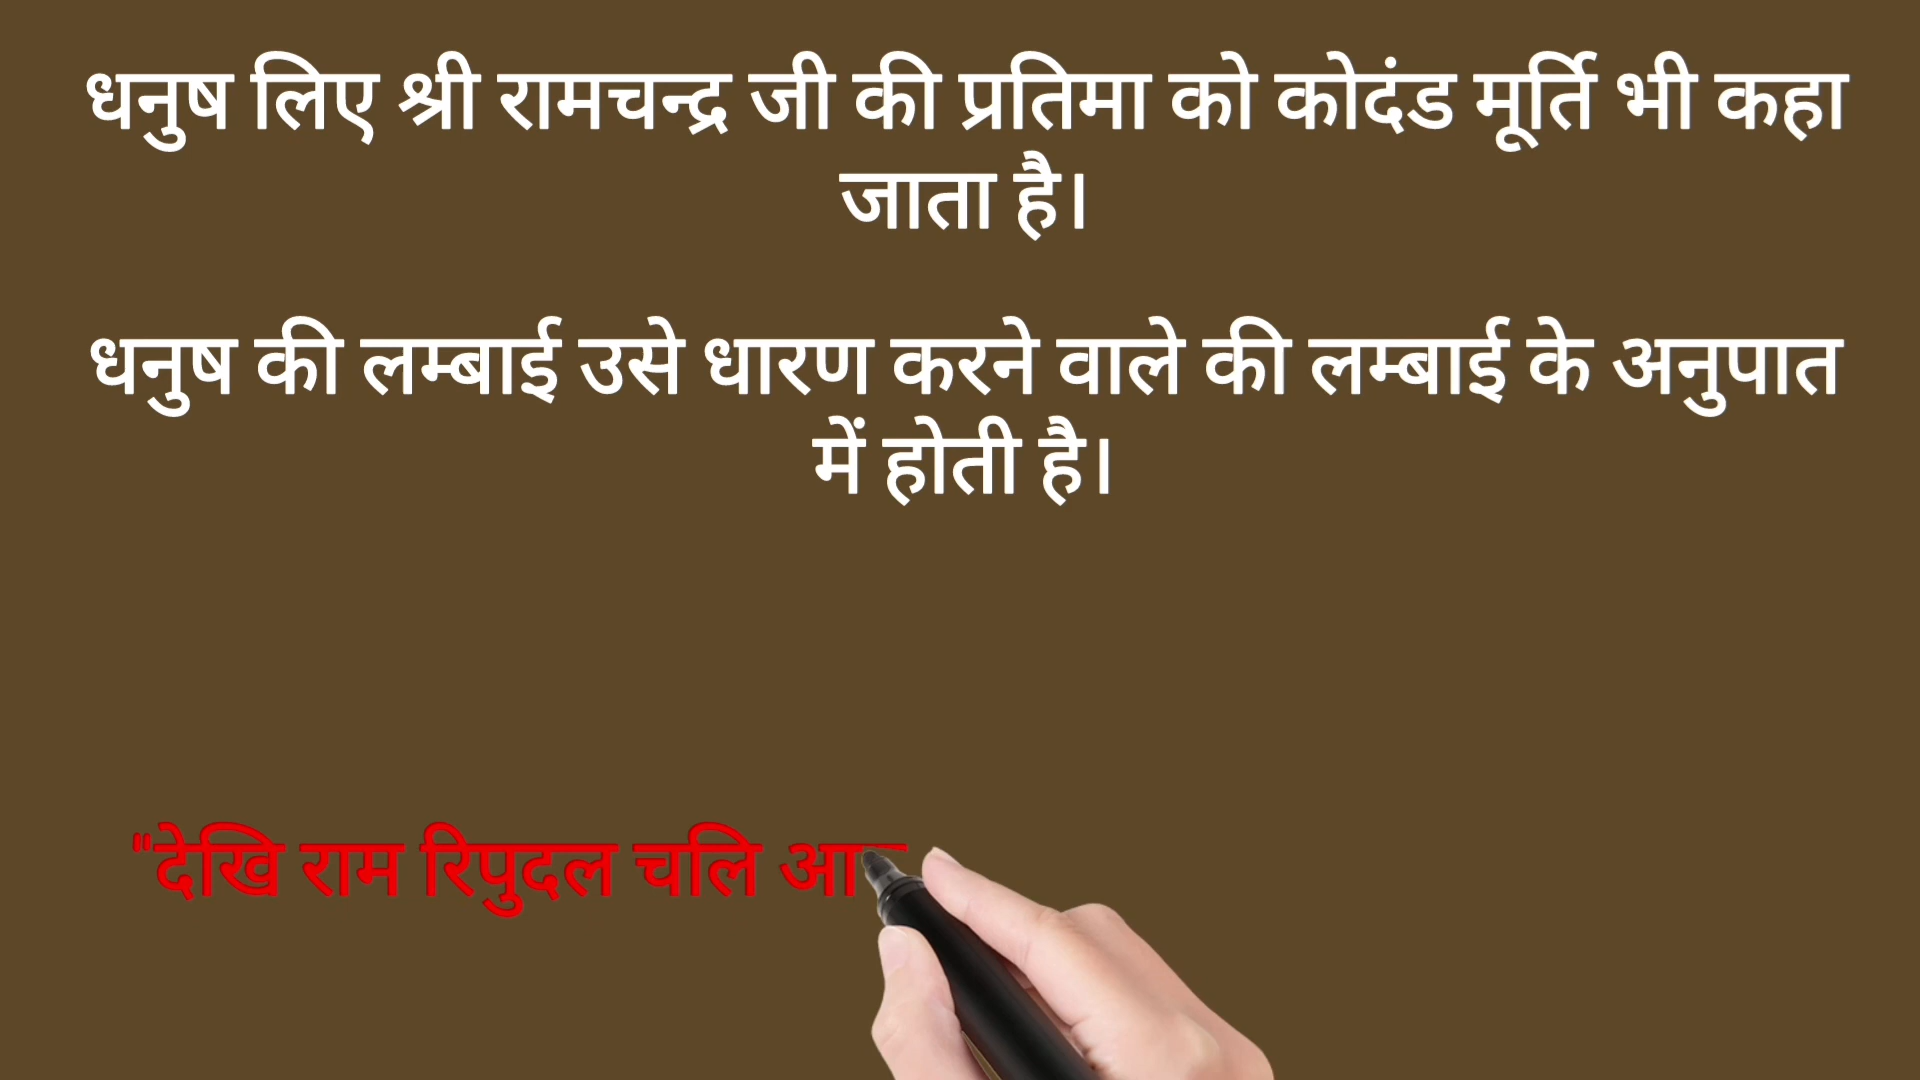 धनुष लिए श्री रामचन्द्र जी की प्रतिमा को कोदंड मूर्ति भी कहा
जाता है।
धनुष की लम्बाई उसे धारण करने वाले की लम्बाई के अनुपात
में होती है।
"देखि राम रिपुदल चलि